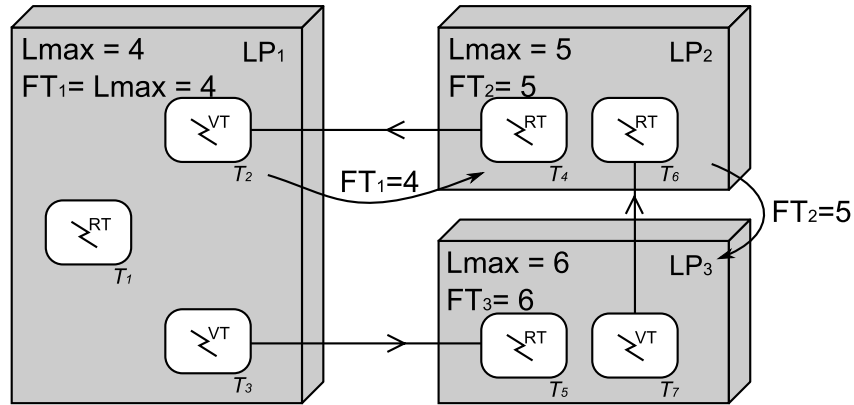 Lmax = 4
LP1
FT1= Lmax = 4
VT
T2
RT
T1
VT
T3
FT1=4
Lmax = 5
LP2
FT2= 5
RT
T4
RT
T6
FT2=5
Lmax = 6
LP3
FT3= 6
RT
T5
VT
T7